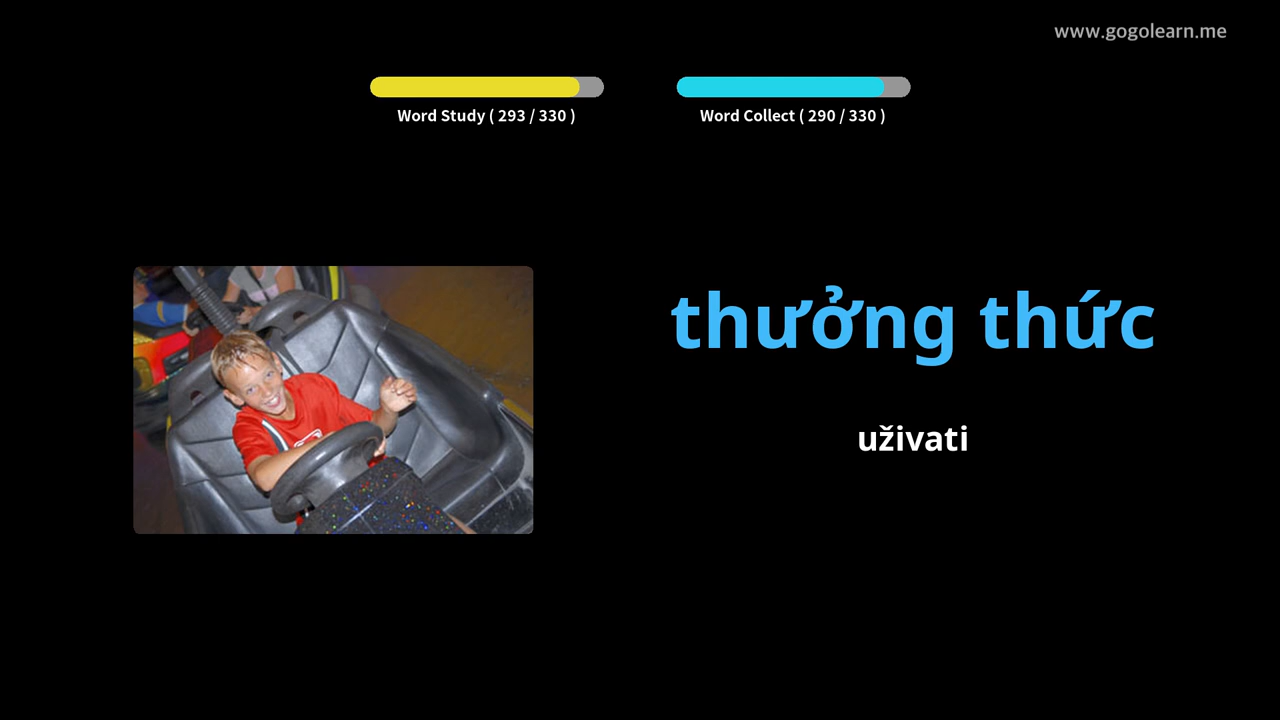 www.gogolearn.me
Word Study ( 293 / 330 )
Word Collect ( 290 / 330 )
thưởng thức
uživati